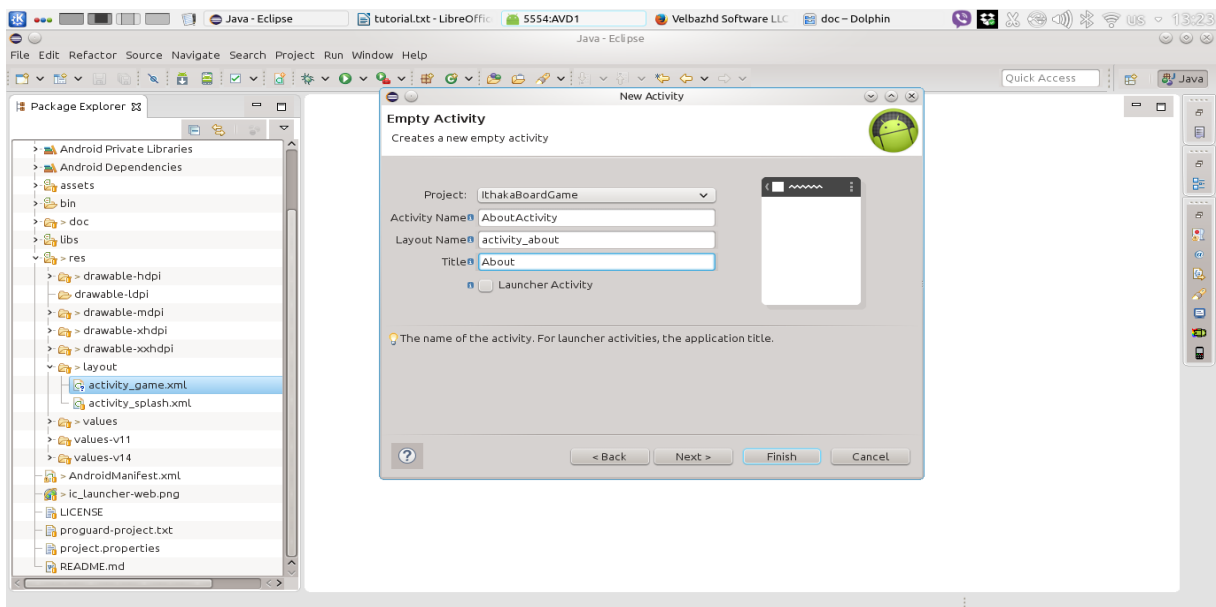 Java - Eclipse
tutorial.txt - LibreOffic
5554:AVD1
Velbazhd Software LLC
doc – Dolphin
US
13:23
Java - Eclipse
File Edit Refactor Source Navigate Search Project Run Window Help
Quick Access
Java
Package Explorer
Android Private Libraries
Android Dependencies
assets
bin
> doc
libs
> res
> drawable-hdpi
drawable-ldpi
> drawable-mdpi
> drawable-xhdpi
> drawable-xxhdpi
> layout
activity_game.xml
activity_splash.xml
> values
values-v11
values-v14
> AndroidManifest.xml
> ic_launcher-web.png
LICENSE
proguard-project.txt
project.properties
README.md
New Activity
Empty Activity
Creates a new empty activity
Project: IthakaBoardGame
Activity Name AboutActivity
Layout Name activity_about
Title About
Launcher Activity
The name of the activity. For launcher activities, the application title.
< Back Next > Finish Cancel